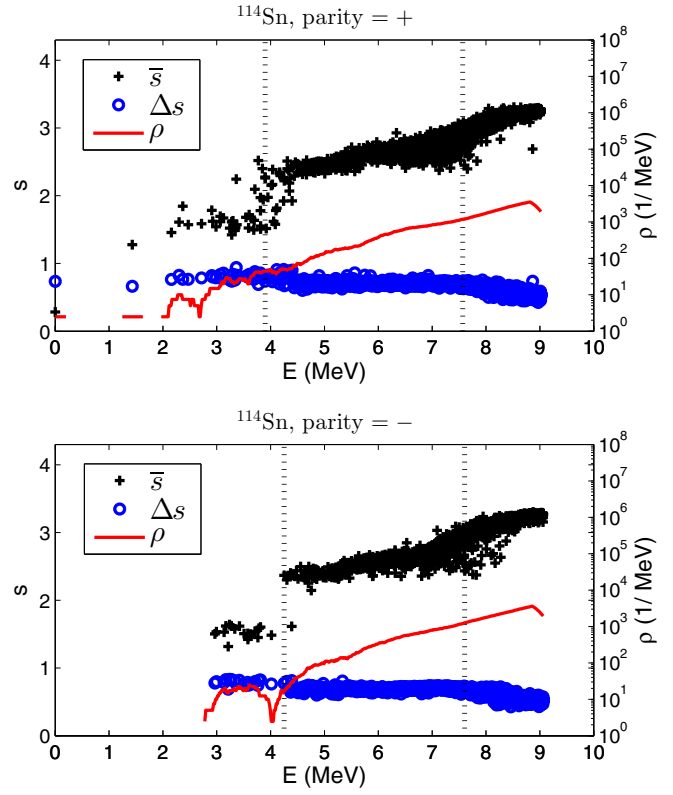 ¹¹⁴Sn, parity = +
s̄
Δs
ρ
s
0 1 2 3 4
ρ (1/ MeV)
10⁸
10⁷
10⁶
10⁵
10⁴
10³
10²
10¹
10⁰
0 1 2 3 4 5 6 7 8 9 10
E (MeV)
¹¹⁴Sn, parity = −
s̄
Δs
ρ
s
0 1 2 3 4
ρ (1/ MeV)
10⁸
10⁷
10⁶
10⁵
10⁴
10³
10²
10¹
10⁰
0 1 2 3 4 5 6 7 8 9 10
E (MeV)